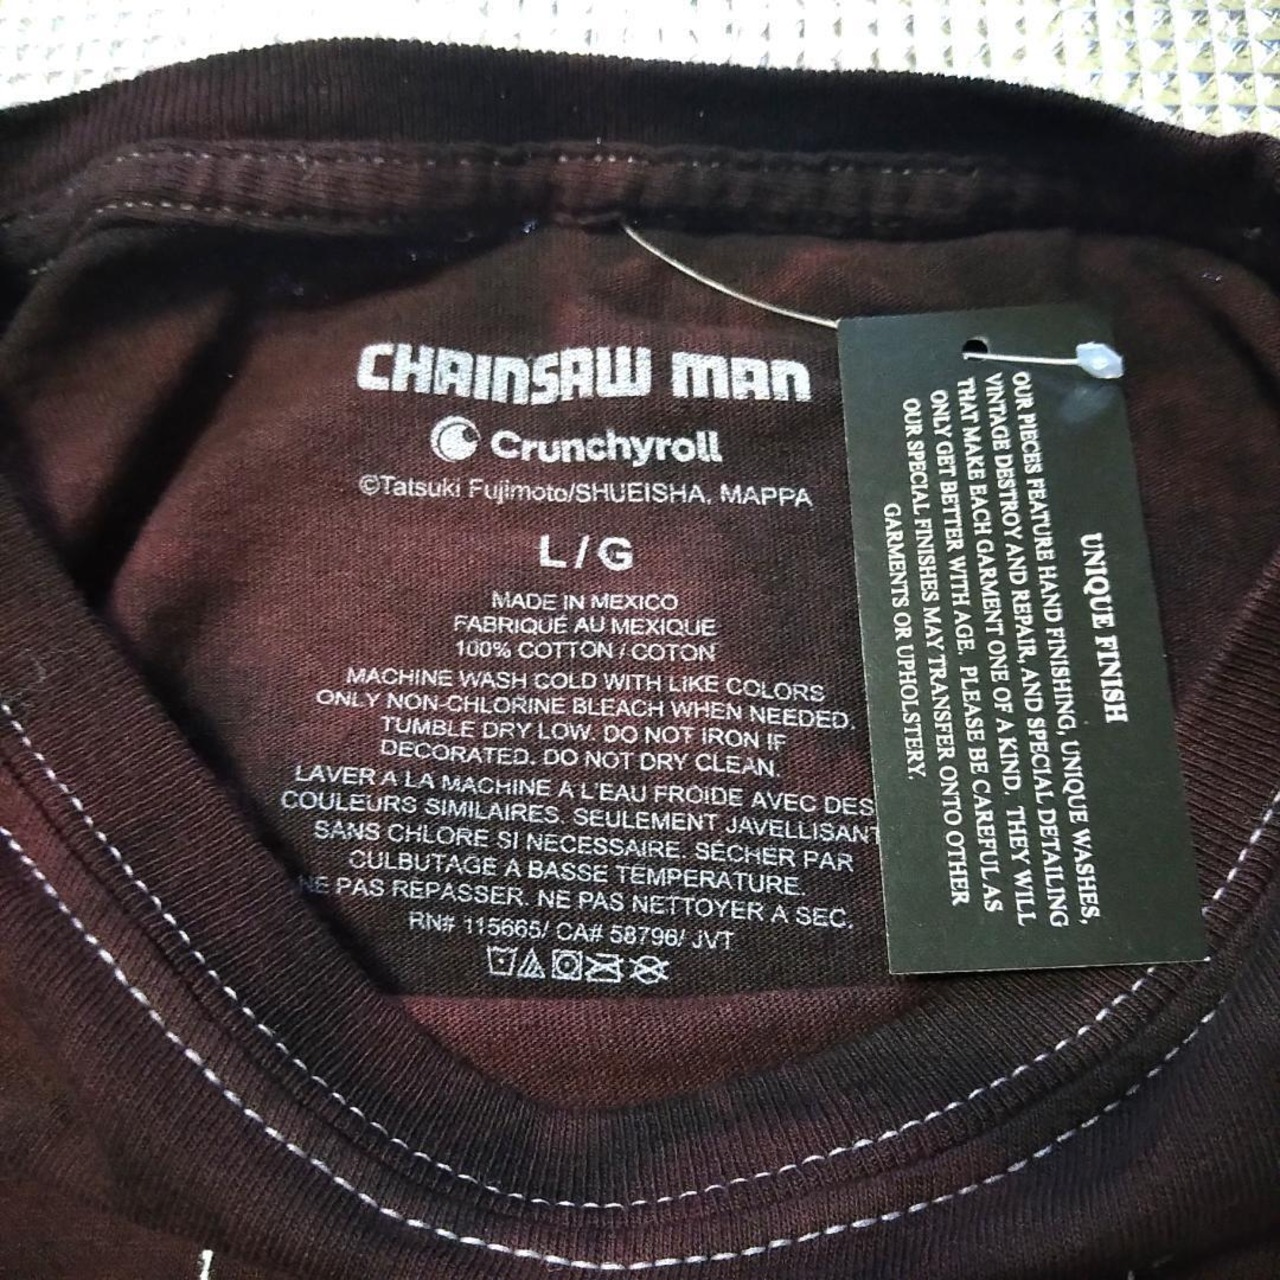 CHAINSAW MAN
Crunchyroll
©Tatsuki Fujimoto/SHUEISHA, MAPPA
L/G
MADE IN MEXICO
FABRIQUE AU MEXIQUE
100% COTTON / COTON
MACHINE WASH COLD WITH LIKE COLORS
ONLY NON-CHLORINE BLEACH WHEN NEEDED.
TUMBLE DRY LOW. DO NOT IRON IF
DECORATED. DO NOT DRY CLEAN.
LAVER A LA MACHINE A L'EAU FROIDE AVEC DES
COULEURS SIMILAIRES. SEULEMENT JAVELLISANT
SANS CHLORE SI NECESSAIRE. SECHER PAR
CULBUTAGE A BASSE TEMPERATURE.
NE PAS REPASSER. NE PAS NETTOYER A SEC.
RN# 115665/ CA# 58796/ JVT
UNIQUE FINISH
OUR PIECES FEATURE HAND FINISHING, UNIQUE WASHES,
VINTAGE DESTROY AND REPAIR, AND SPECIAL DETAILING
THAT MAKE EACH GARMENT ONE OF A KIND. THEY WILL
ONLY GET BETTER WITH AGE. PLEASE BE CAREFUL AS
OUR SPECIAL FINISHES MAY TRANSFER ONTO OTHER
GARMENTS OR UPHOLSTERY.